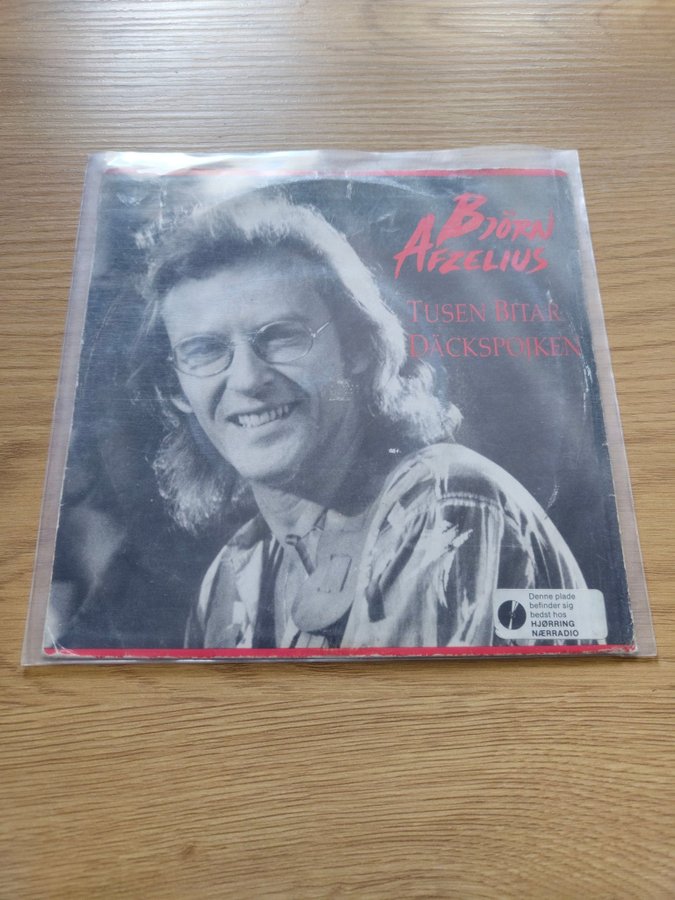 BJÖRN
AFZELIUS
TUSEN BITAR
DÄCKSPOJKEN
Denne plade
befinder sig
bedst hos
HJØRRING
NÆRRADIO